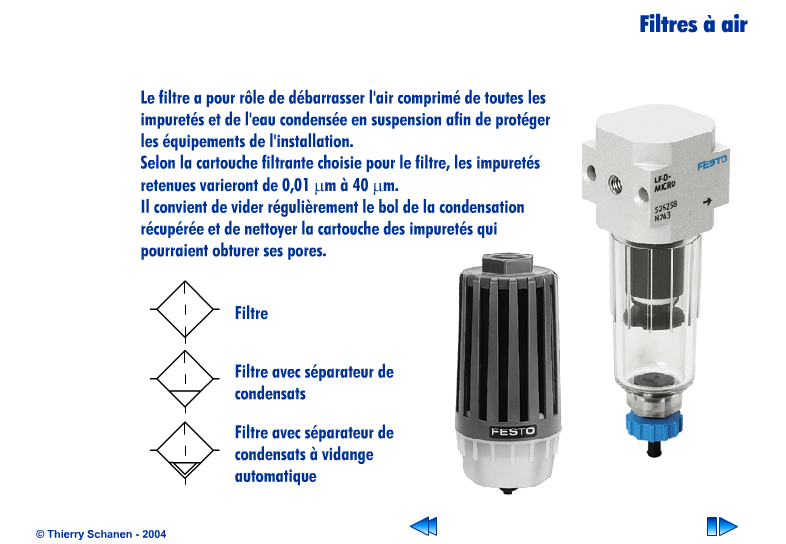 Filtres à air
Le filtre a pour rôle de débarrasser l'air comprimé de toutes les
impuretés et de l'eau condensée en suspension afin de protéger
les équipements de l'installation.
Selon la cartouche filtrante choisie pour le filtre, les impuretés
retenues varieront de 0,01 µm à 40 µm.
Il convient de vider régulièrement le bol de la condensation
récupérée et de nettoyer la cartouche des impuretés qui
pourraient obturer ses pores.
FESTO
LF-D-
MICRO
526258
N743
Filtre
Filtre avec séparateur de
condensats
Filtre avec séparateur de
condensats à vidange
automatique
FESTO
© Thierry Schanen - 2004